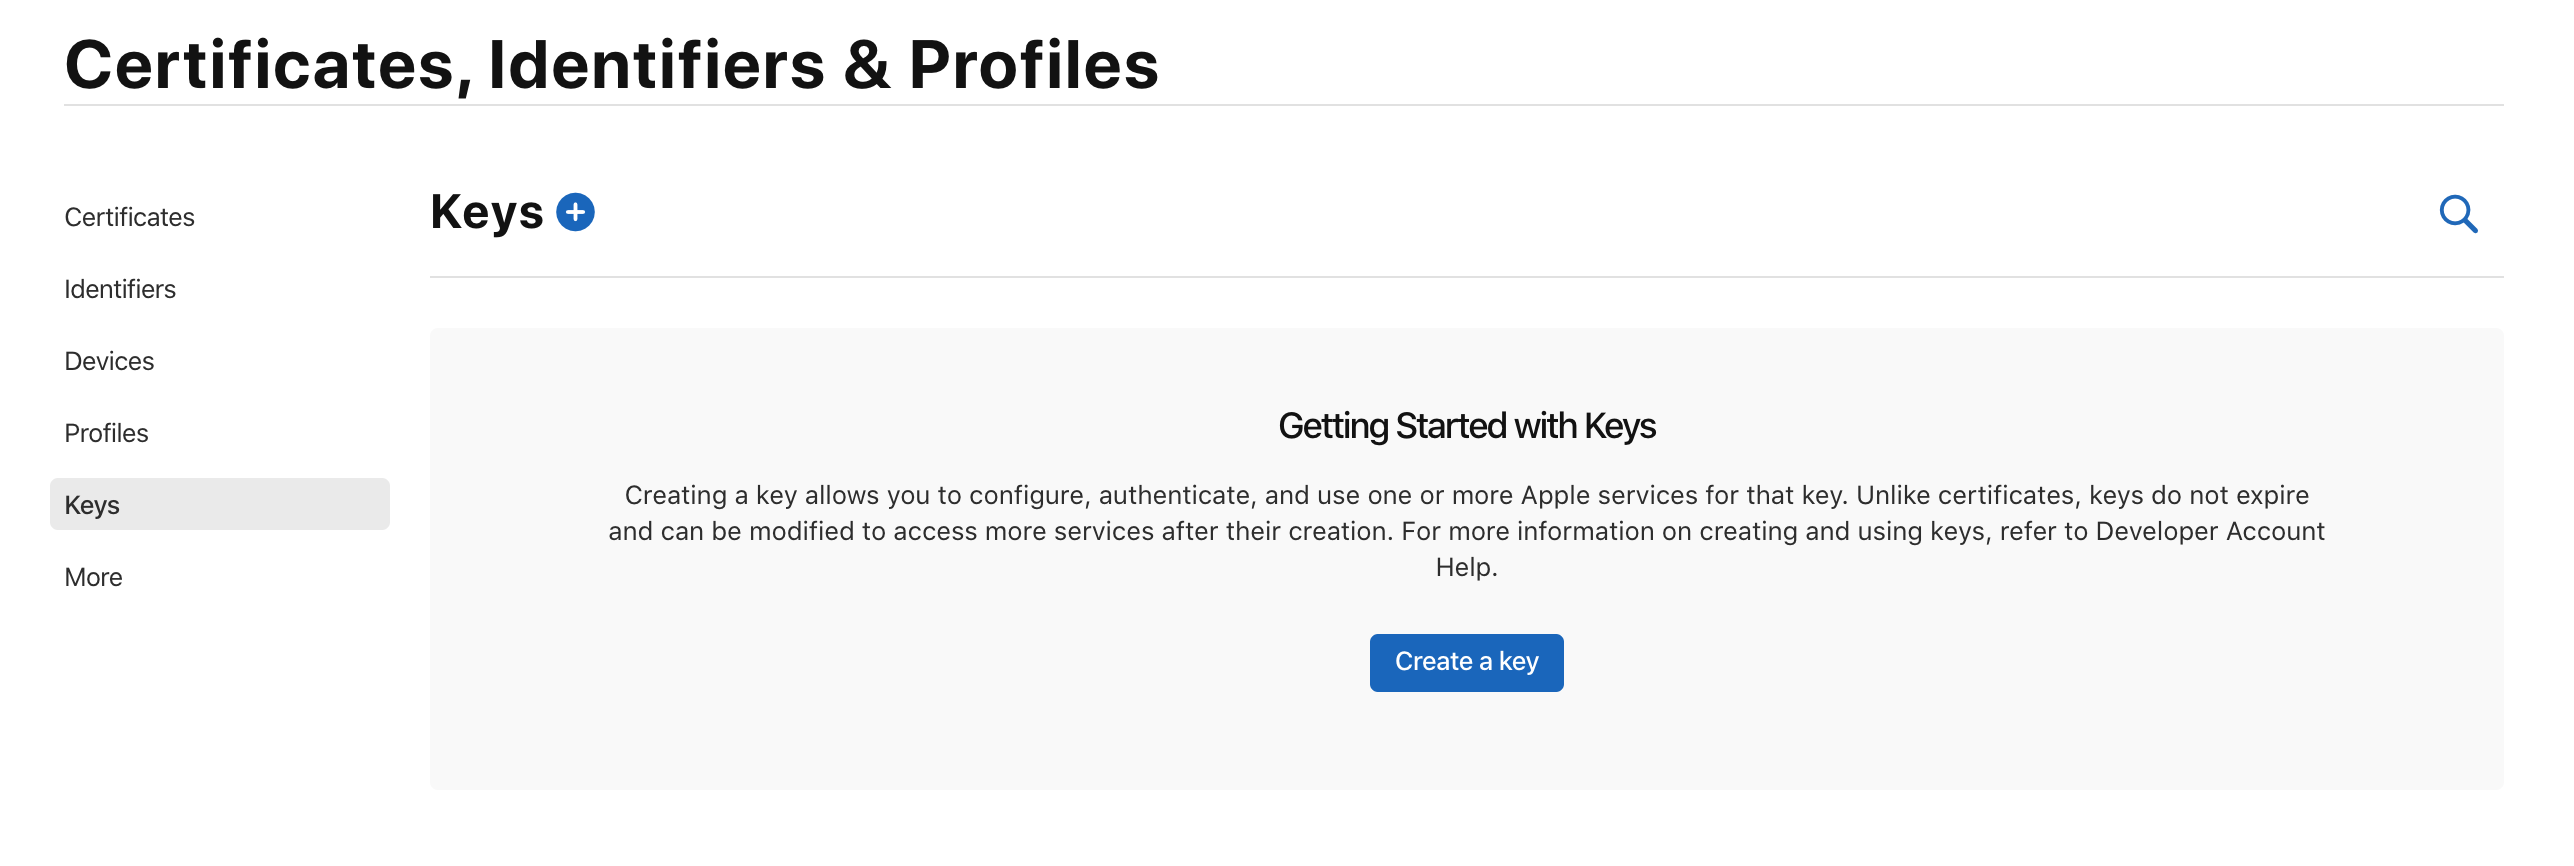 Certificates, Identifiers & Profiles
Certificates
Identifiers
Devices
Profiles
Keys
More
Keys
Getting Started with Keys
Creating a key allows you to configure, authenticate, and use one or more Apple services for that key. Unlike certificates, keys do not expire
and can be modified to access more services after their creation. For more information on creating and using keys, refer to Developer Account
Help.
Create a key